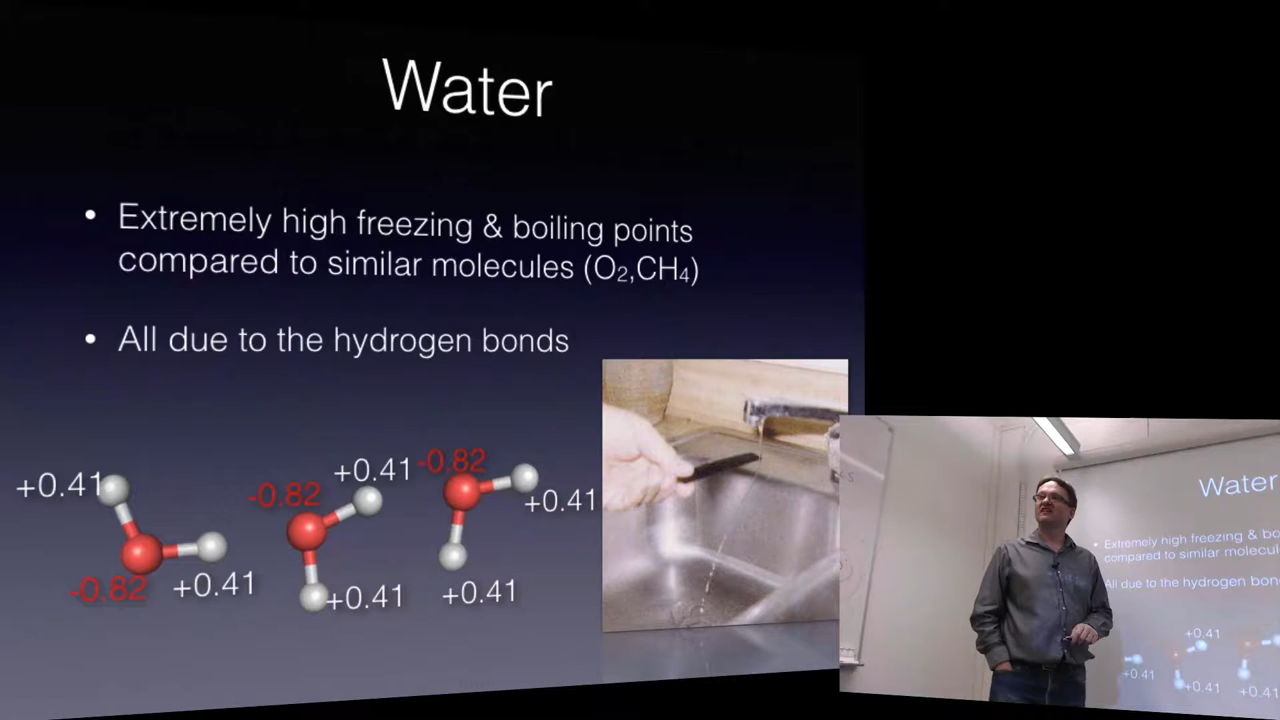 Water
• Extremely high freezing & boiling points
compared to similar molecules (O₂,CH₄)
• All due to the hydrogen bonds
+0.41
-0.82
+0.41
-0.82
+0.41
+0.41
-0.82
+0.41
+0.41
Water
• Extremely high freezing & bo
compared to similar molecul
All due to the hydrogen bon
+0.41
+0.41
+0.41
+0.41